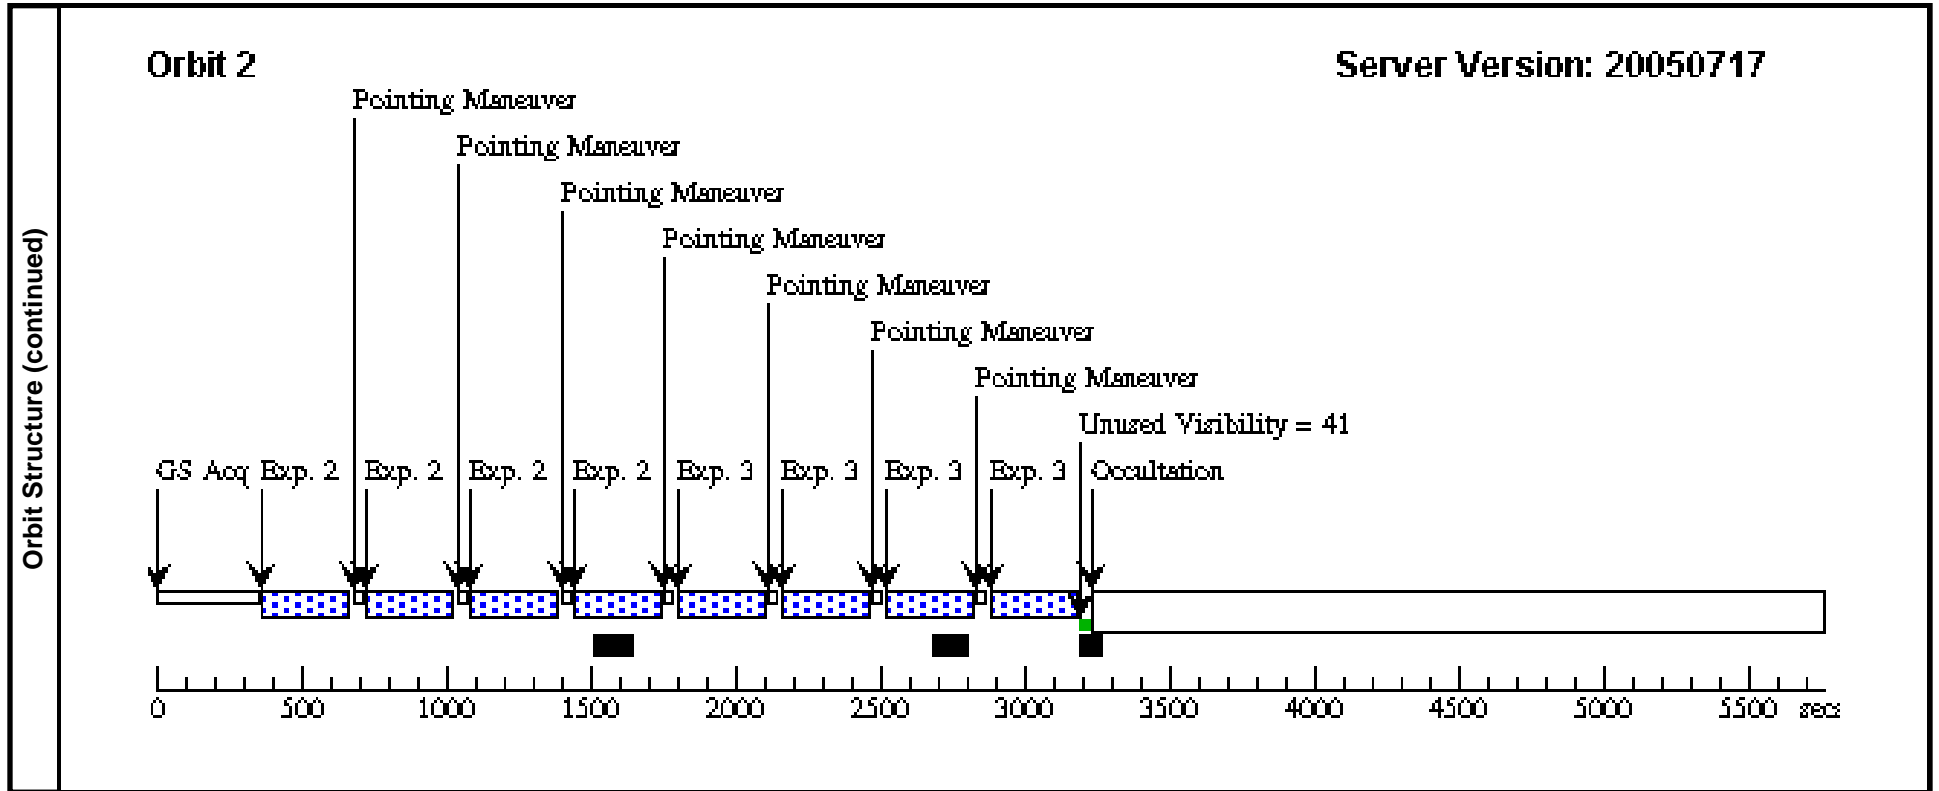 Orbit Structure (continued)
Orbit 2
Server Version: 20050717
Pointing Maneuver
Pointing Maneuver
Pointing Maneuver
Pointing Maneuver
Pointing Maneuver
Pointing Maneuver
Pointing Maneuver
Unused Visibility = 41
GS Acq Exp. 2 Exp. 2 Exp. 2 Exp. 2 Exp. 3 Exp. 3 Exp. 3 Exp. 3 Occultation
0 500 1000 1500 2000 2500 3000 3500 4000 4500 5000 5500 secs